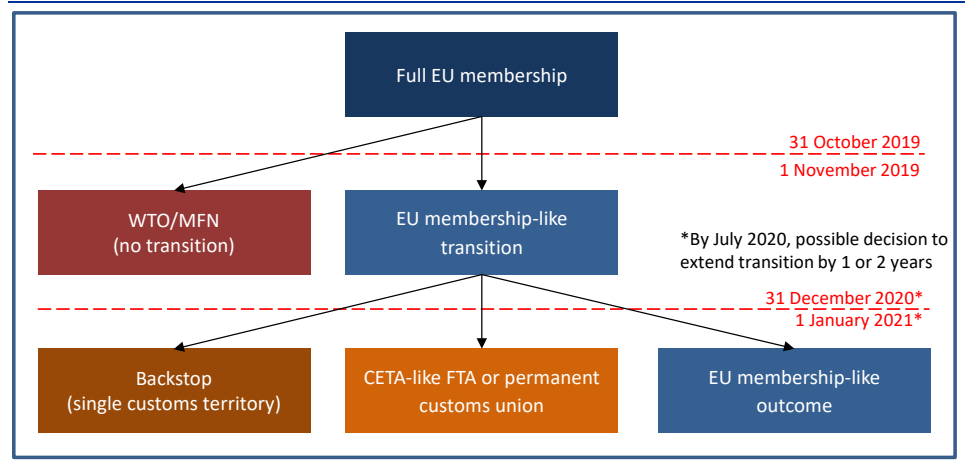 Full EU membership
31 October 2019
1 November 2019
WTO/MFN
(no transition)
EU membership-like
transition
*By July 2020, possible decision to
extend transition by 1 or 2 years
31 December 2020*
1 January 2021*
Backstop
(single customs territory)
CETA-like FTA or permanent
customs union
EU membership-like
outcome